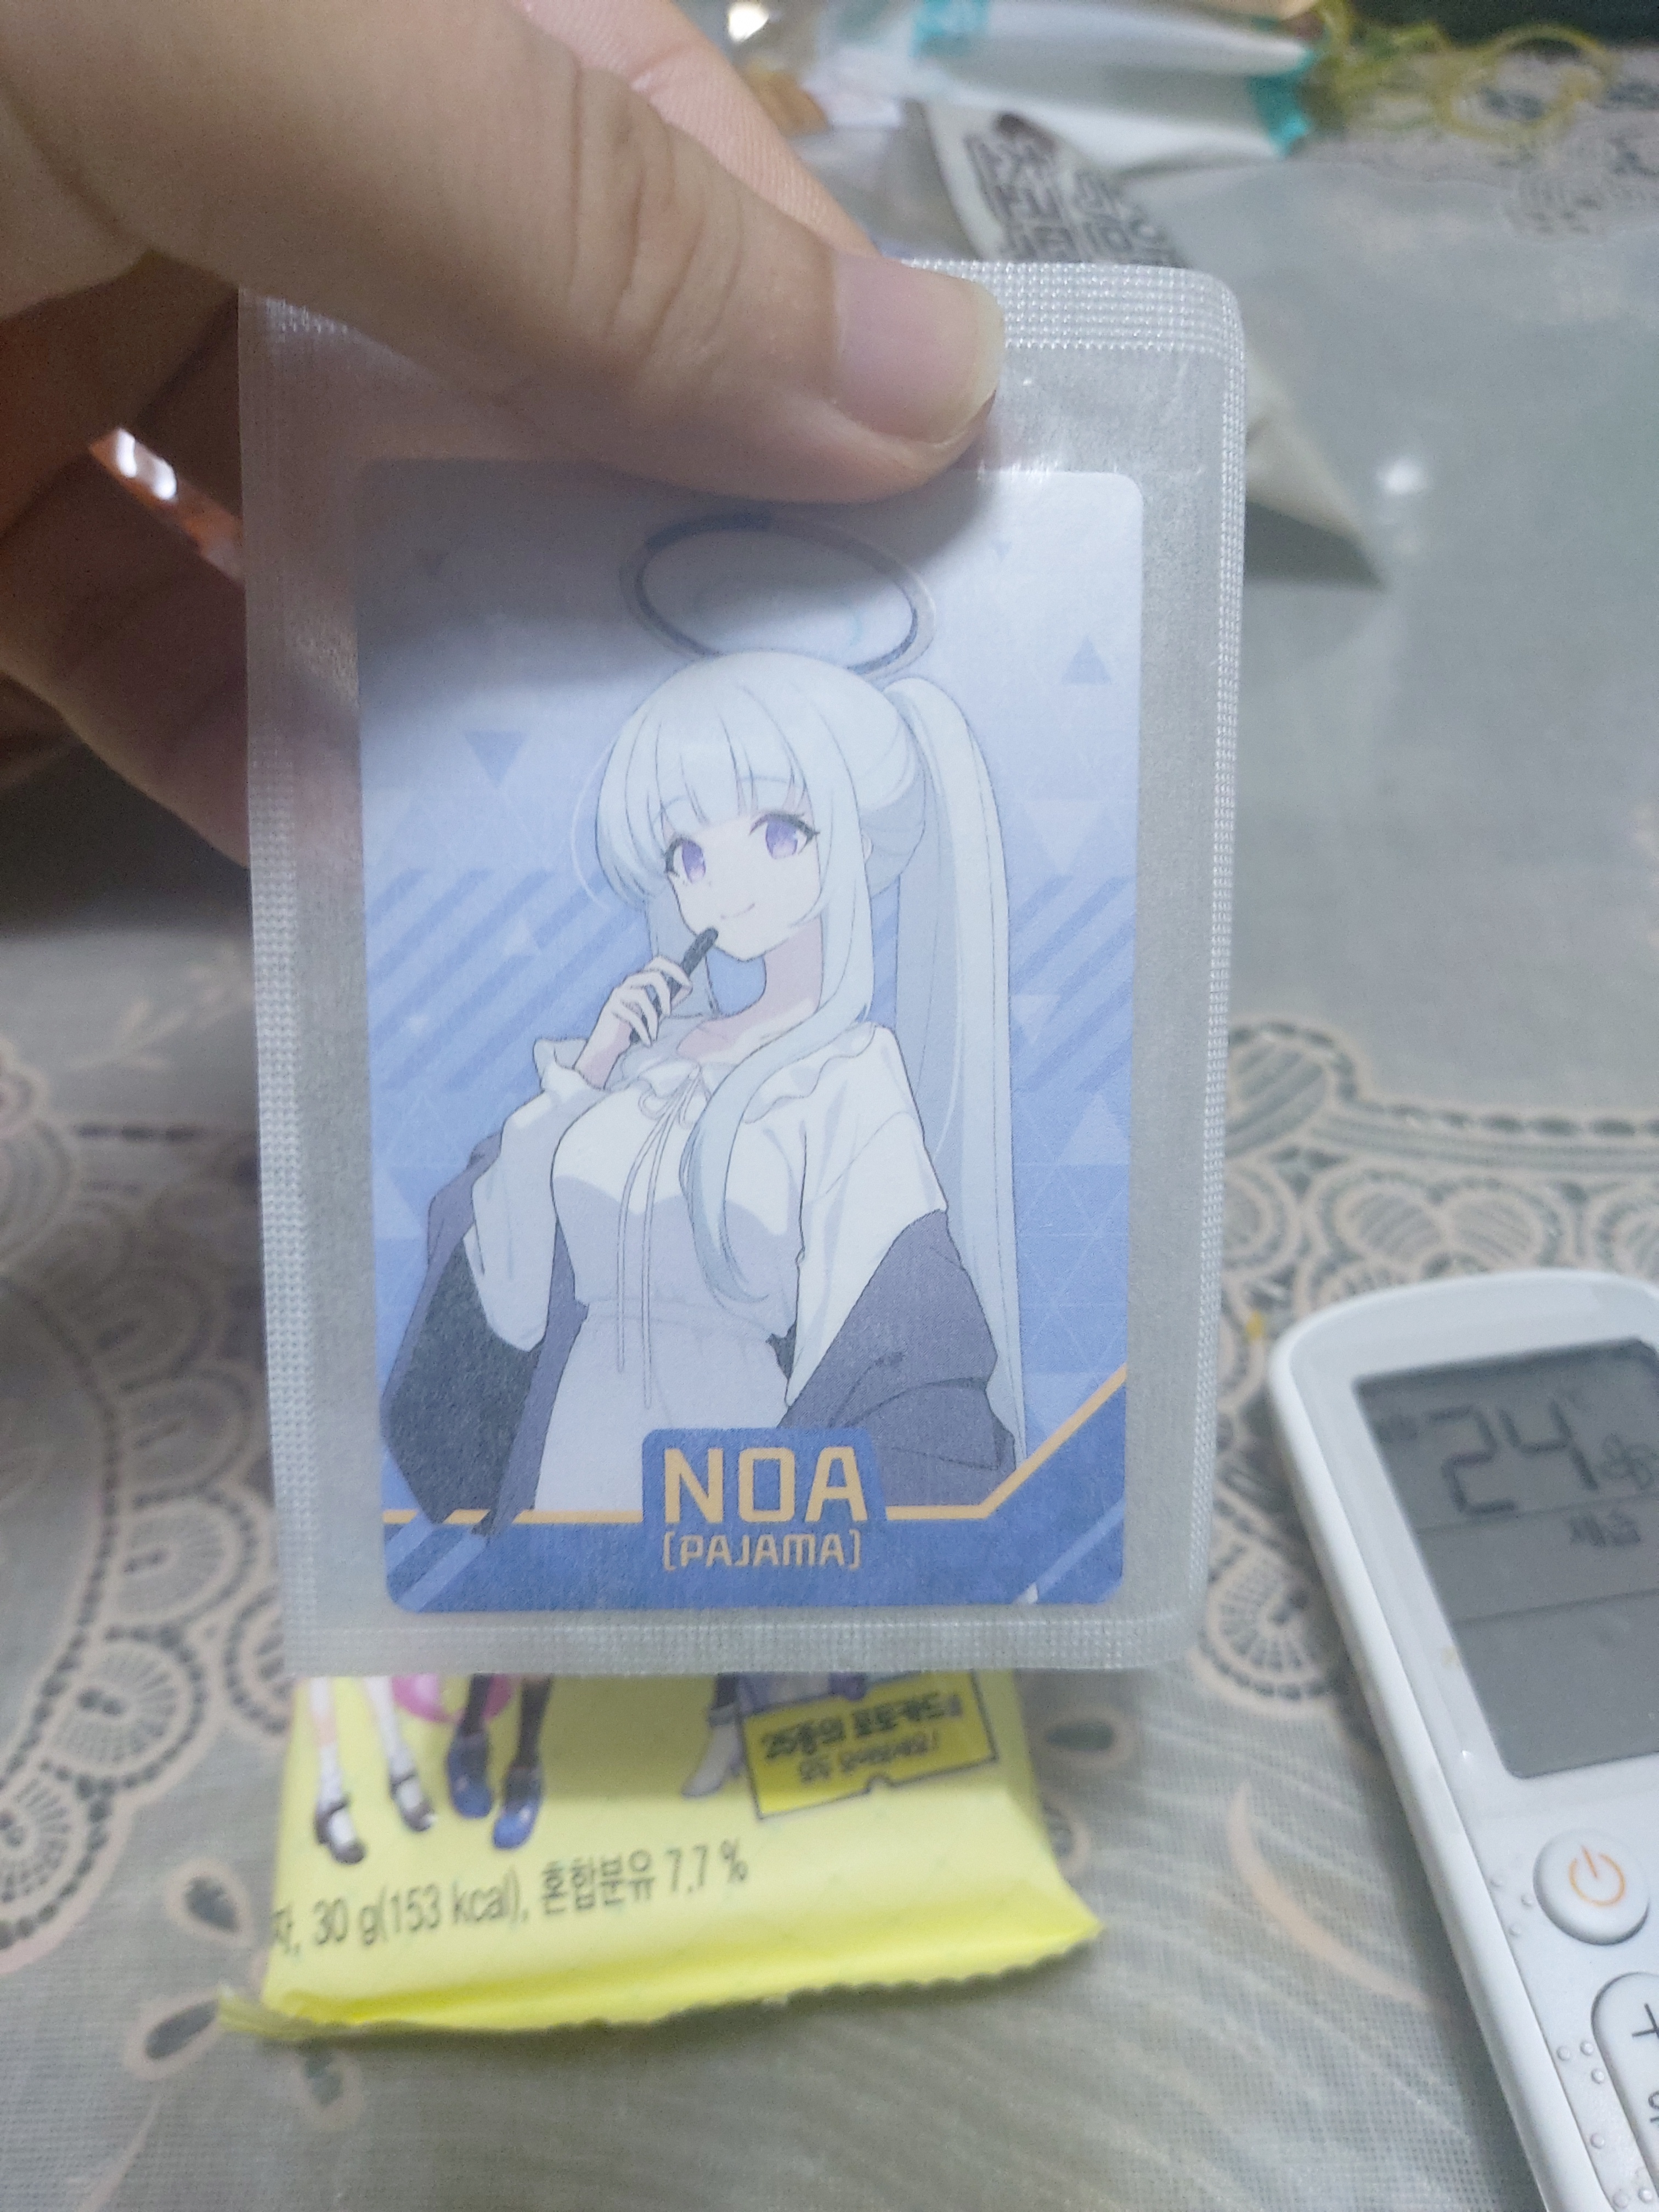 NOA
[PAJAMA]
25종의 포토카드
30 g(153 kcal), 혼합분유 7.7 %
24
+